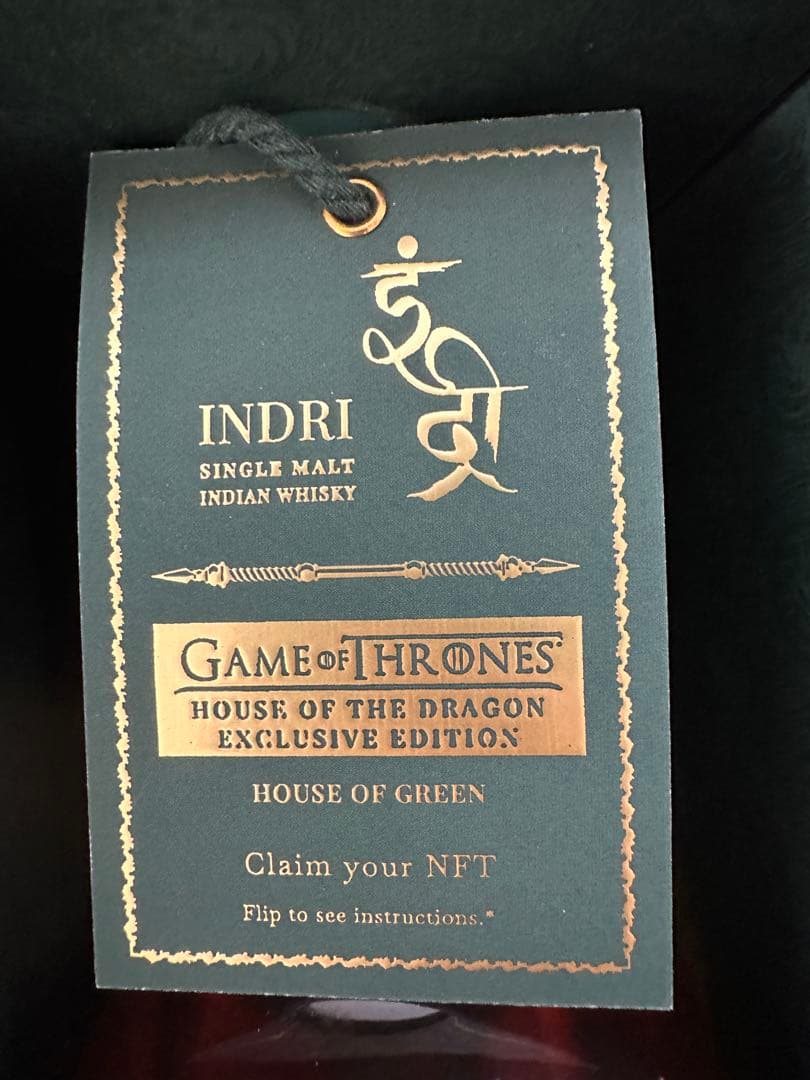 इंद्री
INDRI
SINGLE MALT
INDIAN WHISKY
GAME OF THRONES®
HOUSE OF THE DRAGON
EXCLUSIVE EDITION
HOUSE OF GREEN
Claim your NFT
Flip to see instructions.*